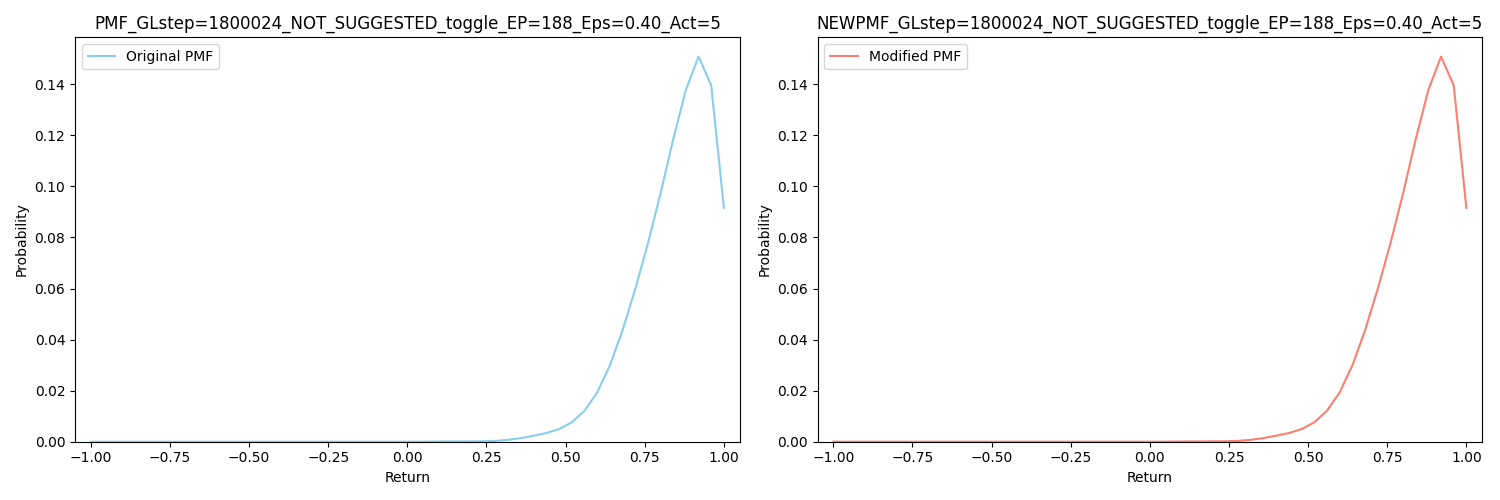 PMF_GLstep=1800024_NOT_SUGGESTED_toggle_EP=188_Eps=0.40_Act=5
Original PMF
0.14
0.12
0.10
0.08
0.06
0.04
0.02
0.00
Probability
−1.00 −0.75 −0.50 −0.25 0.00 0.25 0.50 0.75 1.00
Return
NEWPMF_GLstep=1800024_NOT_SUGGESTED_toggle_EP=188_Eps=0.40_Act=5
Modified PMF
0.14
0.12
0.10
0.08
0.06
0.04
0.02
0.00
Probability
−1.00 −0.75 −0.50 −0.25 0.00 0.25 0.50 0.75 1.00
Return